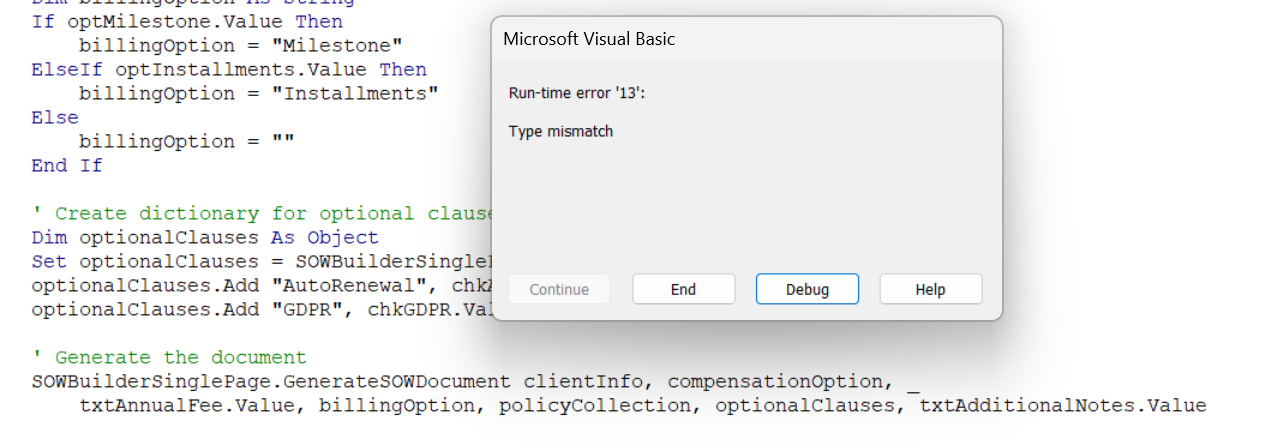 Dim billingOption As String
If optMilestone.Value Then
billingOption = "Milestone"
ElseIf optInstallments.Value Then
billingOption = "Installments"
Else
billingOption = ""
End If
' Create dictionary for optional clause
Dim optionalClauses As Object
Set optionalClauses = SOWBuilderSingle
optionalClauses.Add "AutoRenewal", chk
optionalClauses.Add "GDPR", chkGDPR.Val
' Generate the document
SOWBuilderSinglePage.GenerateSOWDocument clientInfo, compensationOption, _
txtAnnualFee.Value, billingOption, policyCollection, optionalClauses, txtAdditionalNotes.Value
Microsoft Visual Basic
Run-time error '13':
Type mismatch
Continue
End
Debug
Help